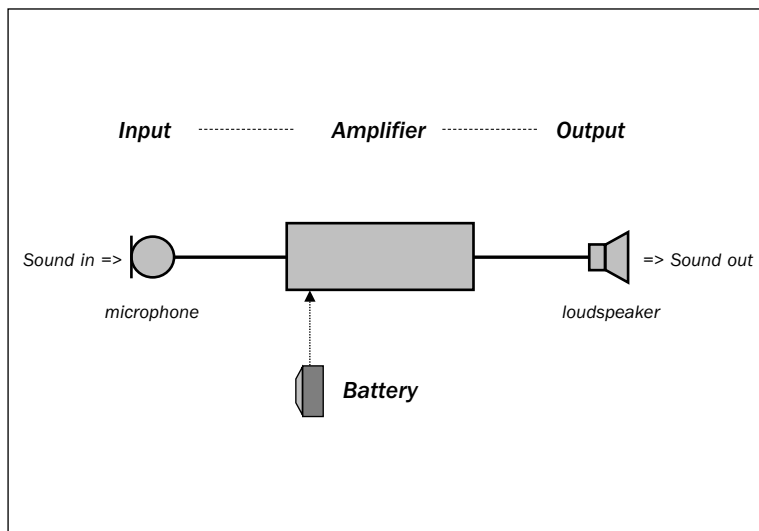 Input Amplifier Output
Sound in => => Sound out
microphone loudspeaker
Battery